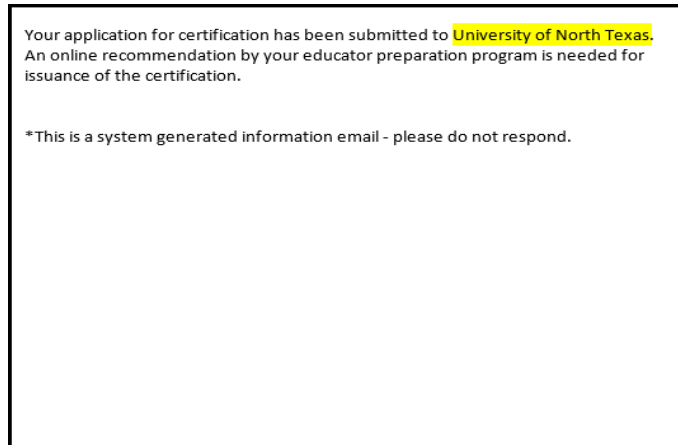 Your application for certification has been submitted to University of North Texas.
An online recommendation by your educator preparation program is needed for
issuance of the certification.
*This is a system generated information email - please do not respond.